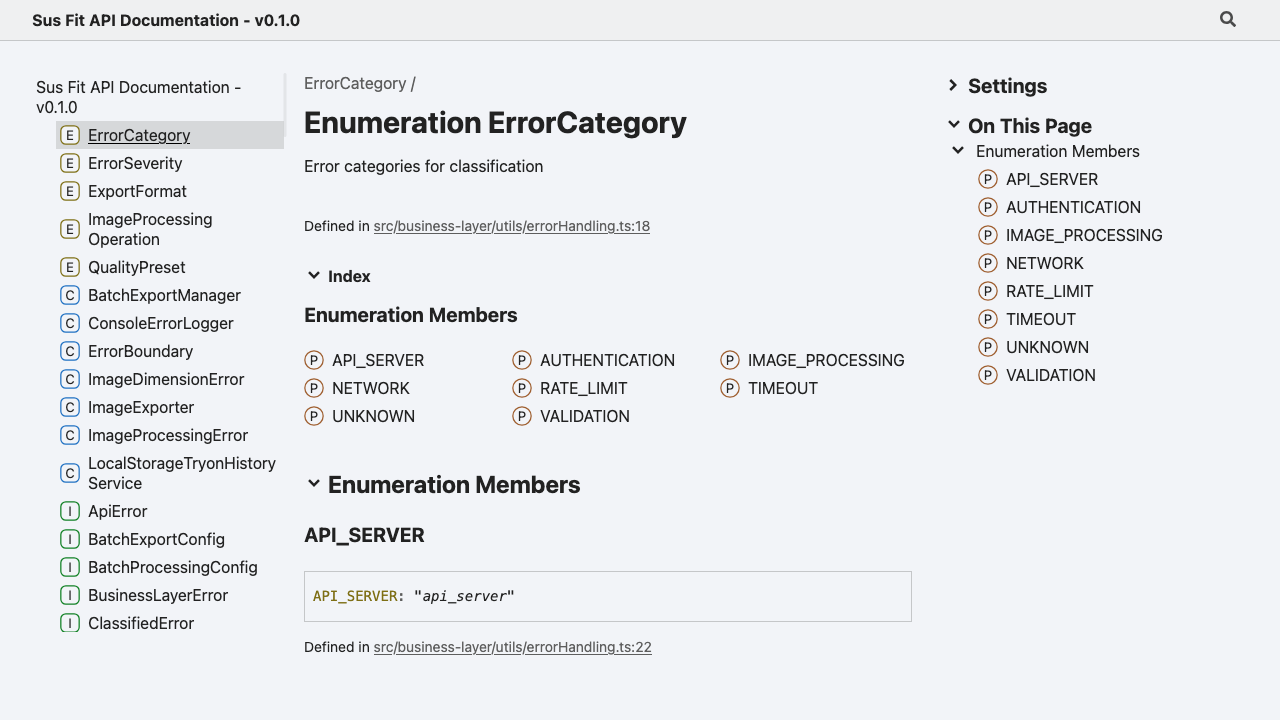 Sus Fit API Documentation - v0.1.0
Sus Fit API Documentation -
v0.1.0
E ErrorCategory
E ErrorSeverity
E ExportFormat
E ImageProcessing
Operation
E QualityPreset
C BatchExportManager
C ConsoleErrorLogger
C ErrorBoundary
C ImageDimensionError
C ImageExporter
C ImageProcessingError
C LocalStorageTryonHistory
Service
I ApiError
I BatchExportConfig
I BatchProcessingConfig
I BusinessLayerError
I ClassifiedError
ErrorCategory /
Enumeration ErrorCategory
Error categories for classification
Defined in src/business-layer/utils/errorHandling.ts:18
Index
Enumeration Members
P API_SERVER P AUTHENTICATION P IMAGE_PROCESSING
P NETWORK P RATE_LIMIT P TIMEOUT
P UNKNOWN P VALIDATION
Enumeration Members
API_SERVER
API_SERVER: "api_server"
Defined in src/business-layer/utils/errorHandling.ts:22
Settings
On This Page
Enumeration Members
P API_SERVER
P AUTHENTICATION
P IMAGE_PROCESSING
P NETWORK
P RATE_LIMIT
P TIMEOUT
P UNKNOWN
P VALIDATION